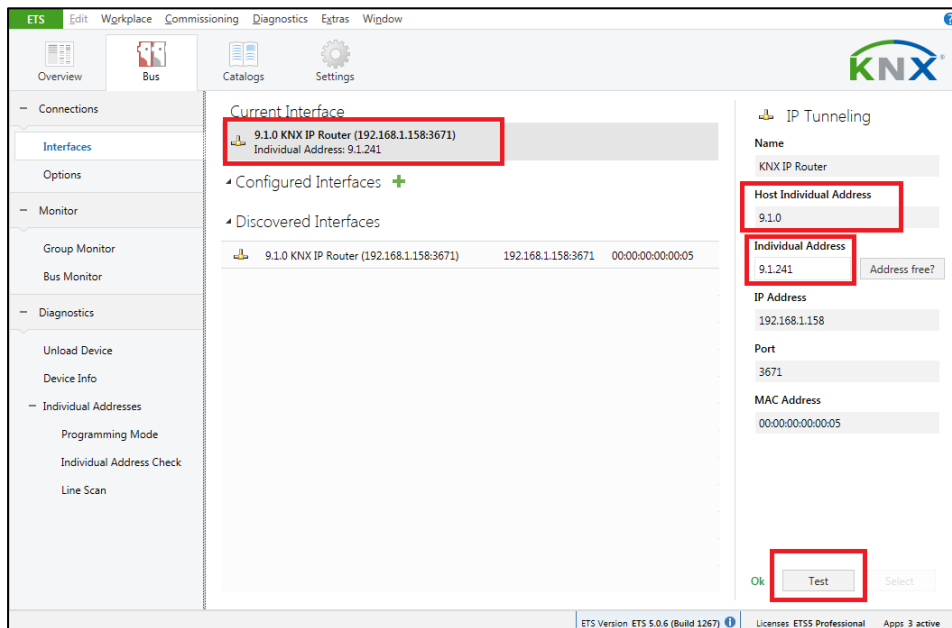 ETS Edit Workplace Commissioning Diagnostics Extras Window ?
Overview Bus Catalogs Settings
KNX
Connections
Interfaces
Options
Monitor
Group Monitor
Bus Monitor
Diagnostics
Unload Device
Device Info
Individual Addresses
Programming Mode
Individual Address Check
Line Scan
Current Interface
9.1.0 KNX IP Router (192.168.1.158:3671)
Individual Address: 9.1.241
Configured Interfaces
Discovered Interfaces
9.1.0 KNX IP Router (192.168.1.158:3671) 192.168.1.158:3671 00:00:00:00:00:05
IP Tunneling
Name
KNX IP Router
Host Individual Address
9.1.0
Individual Address
9.1.241 Address free?
IP Address
192.168.1.158
Port
3671
MAC Address
00:00:00:00:00:05
Ok Test Select
ETS Version ETS 5.0.6 (Build 1267) Licenses ETS5 Professional Apps 3 active